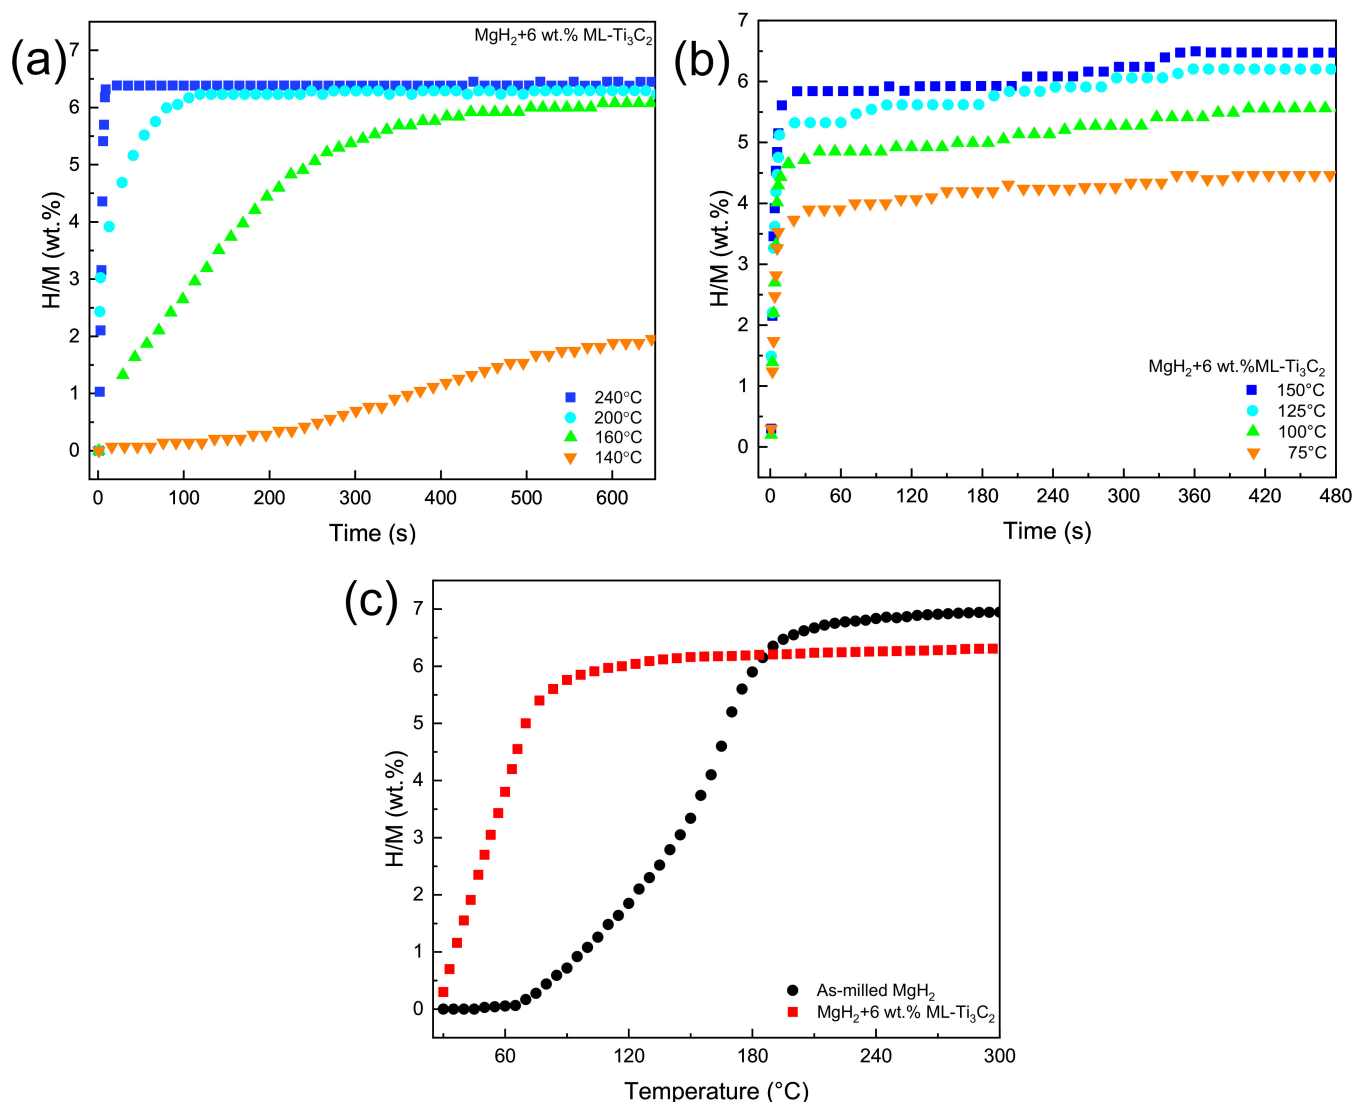 (a)
MgH₂+6 wt.% ML-Ti₃C₂
7
6
5
4
3
2
1
0
H/M (wt.%)
240°C
200°C
160°C
140°C
0 100 200 300 400 500 600
Time (s)
(b)
7
6
5
4
3
2
1
0
H/M (wt.%)
MgH₂+6 wt.%ML-Ti₃C₂
150°C
125°C
100°C
75°C
0 60 120 180 240 300 360 420 480
Time (s)
(c)
7
6
5
4
3
2
1
0
H/M (wt.%)
As-milled MgH₂
MgH₂+6 wt.% ML-Ti₃C₂
60 120 180 240 300
Temperature (°C)